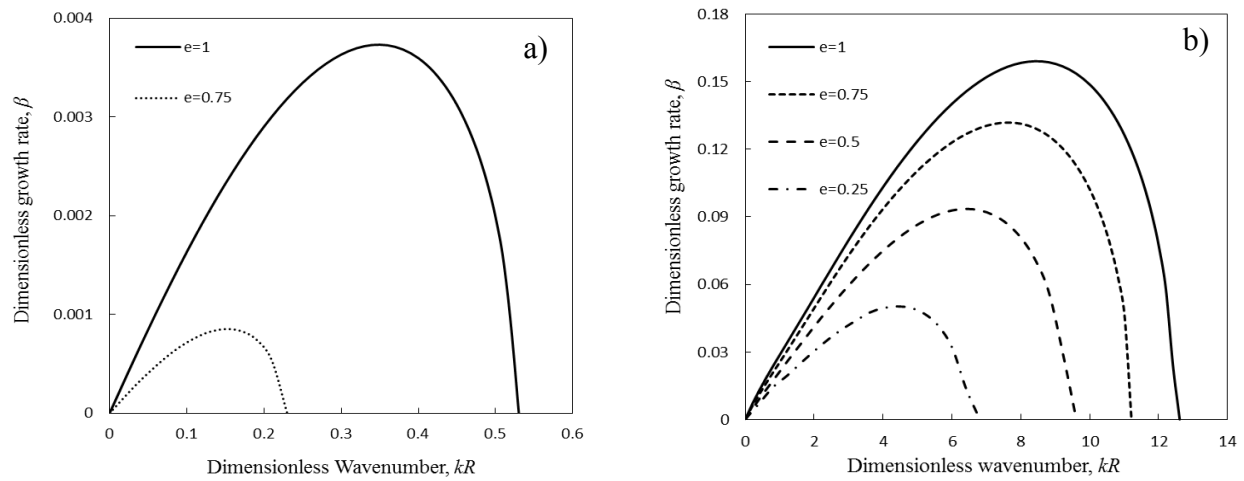 a)
0.004
0.003
0.002
0.001
0
e=1
e=0.75
Dimensionless growth rate, β
0 0.1 0.2 0.3 0.4 0.5 0.6
Dimensionless Wavenumber, kR
b)
0.18
0.15
0.12
0.09
0.06
0.03
0
e=1
e=0.75
e=0.5
e=0.25
Dimensionless growth rate, β
0 2 4 6 8 10 12 14
Dimensionless wavenumber, kR